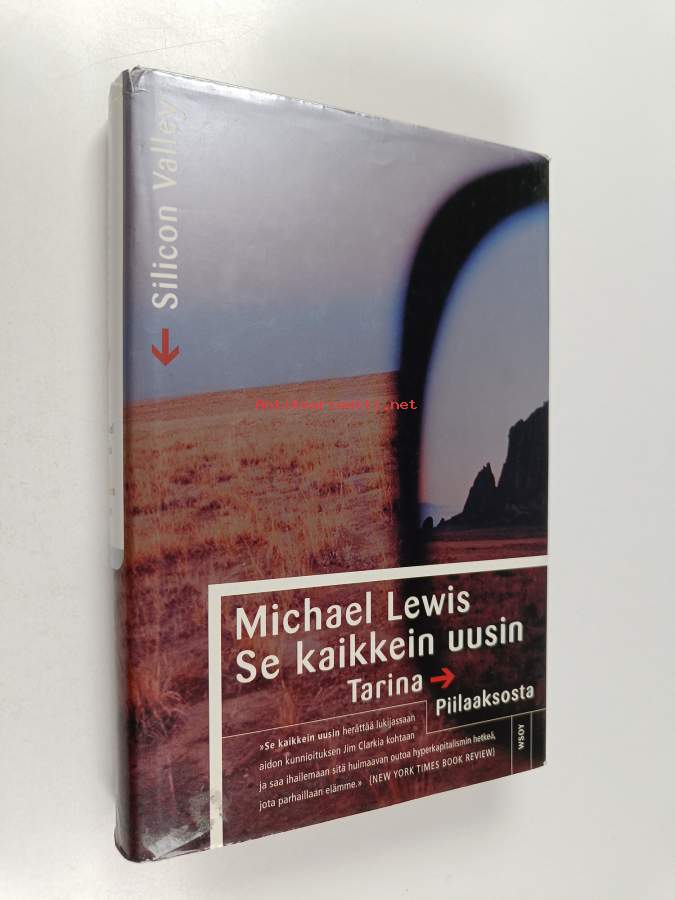 Silicon Valley
Antikvariaatti.net
Michael Lewis
Se kaikkein uusin
Tarina
Piilaaksosta
»Se kaikkein uusin herättää lukijassaan
aidon kunnioituksen Jim Clarkia kohtaan
ja saa ihailemaan sitä huimaavan outoa hyperkapitalismin hetkeä,
jota parhaillaan elämme.» (NEW YORK TIMES BOOK REVIEW)
WSOY